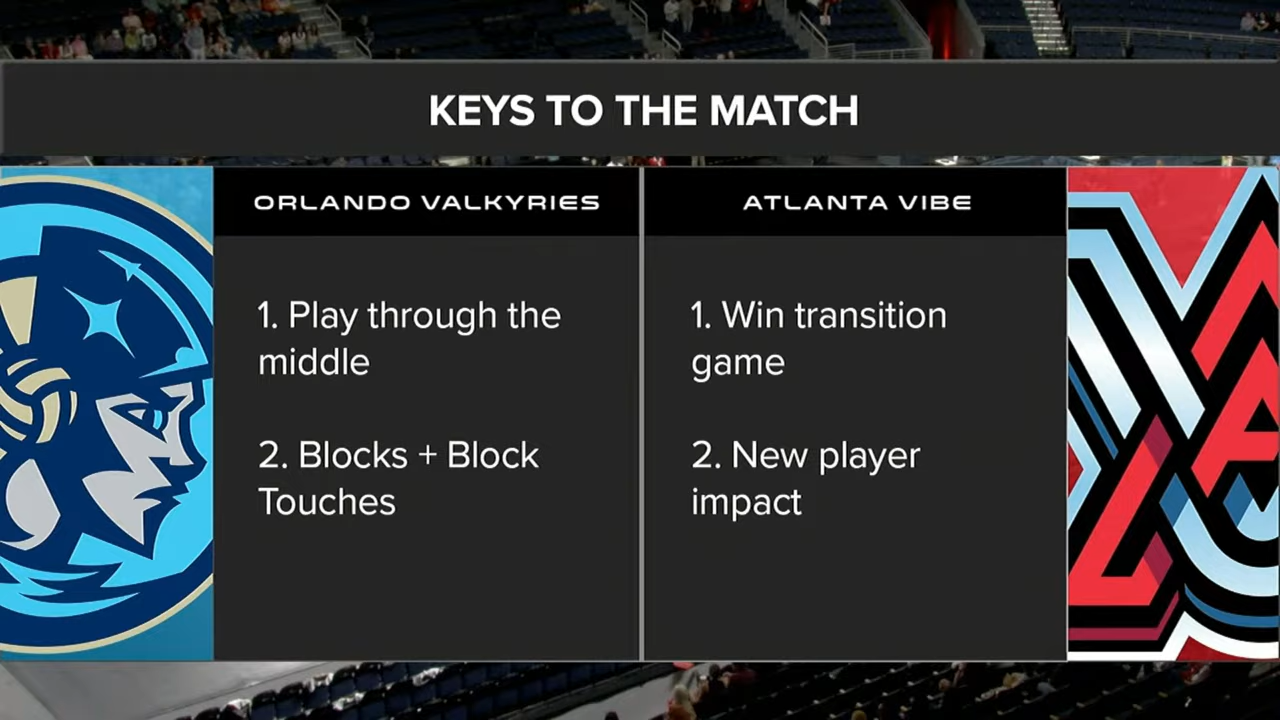 KEYS TO THE MATCH
ORLANDO VALKYRIES
1. Play through the
middle
2. Blocks + Block
Touches
ATLANTA VIBE
1. Win transition
game
2. New player
impact